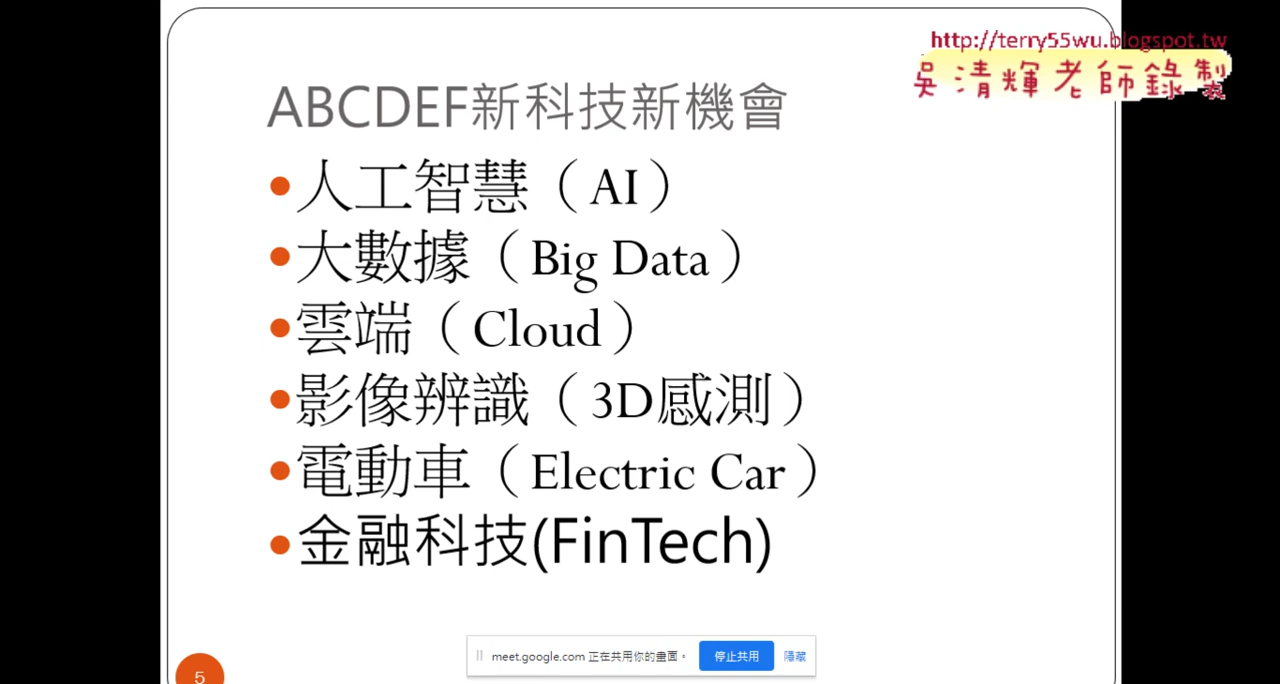 http://terry55wu.blogspot.tw
吳清輝老師錄製
ABCDEF新科技新機會
•人工智慧（AI）
•大數據（Big Data）
•雲端（Cloud）
•影像辨識（3D感測）
•電動車（Electric Car）
•金融科技(FinTech)
meet.google.com 正在共用你的畫面。 停止共用 隱藏
5